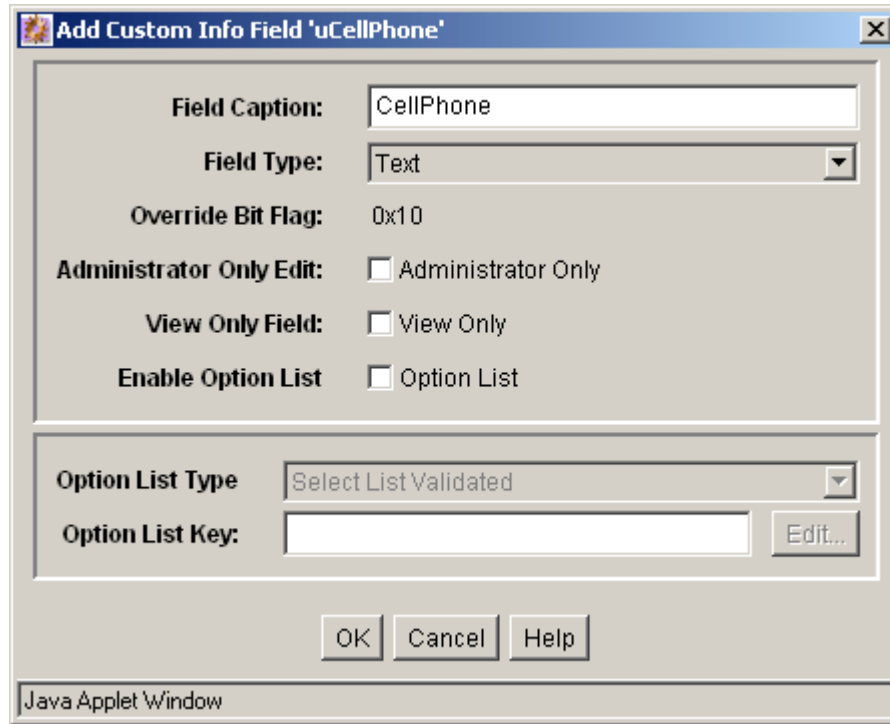 Add Custom Info Field 'uCellPhone'
Field Caption: CellPhone
Field Type: Text
Override Bit Flag: 0x10
Administrator Only Edit: Administrator Only
View Only Field: View Only
Enable Option List Option List
Option List Type Select List Validated
Option List Key: Edit...
OK Cancel Help
Java Applet Window